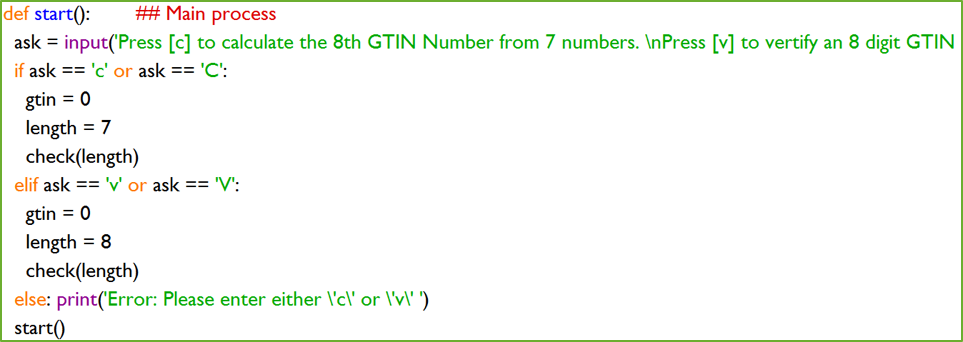 def start():        ## Main process
  ask = input('Press [c] to calculate the 8th GTIN Number from 7 numbers. \nPress [v] to vertify an 8 digit GTIN
  if ask == 'c' or ask == 'C':
    gtin = 0
    length = 7
    check(length)
  elif ask == 'v' or ask == 'V':
    gtin = 0
    length = 8
    check(length)
  else: print('Error: Please enter either \'c\' or \'v\' ')
  start()